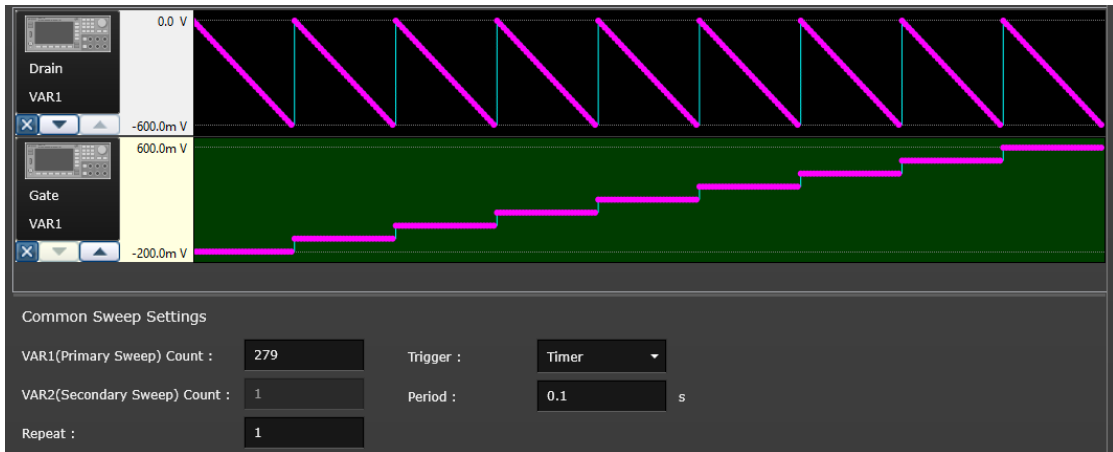 0.0 V
Drain
VAR1
-600.0m V
600.0m V
Gate
VAR1
-200.0m V
Common Sweep Settings
VAR1(Primary Sweep) Count : 279 Trigger : Timer
VAR2(Secondary Sweep) Count : 1 Period : 0.1 s
Repeat : 1